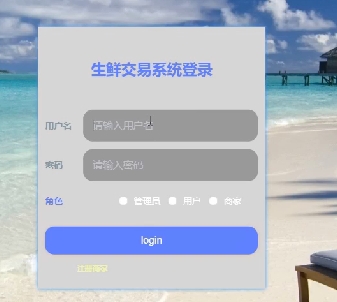 生鲜交易系统登录
用户名 请输入用户名
密码 请输入密码
角色 管理员 用户 商家
login
注册商家